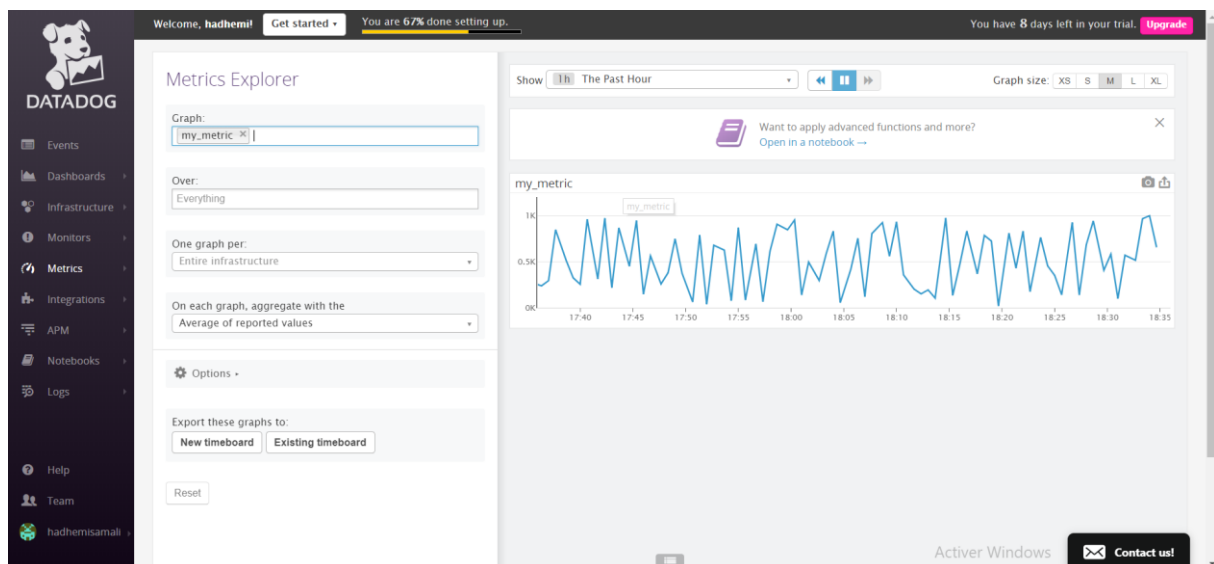 Welcome, hadhemi! Get started You are 67% done setting up. You have 8 days left in your trial. Upgrade
DATADOG
Events
Dashboards
Infrastructure
Monitors
Metrics
Integrations
APM
Notebooks
Logs
Help
Team
hadhemisamali
Metrics Explorer
Graph:
my_metric ×
Over:
Everything
One graph per:
Entire infrastructure
On each graph, aggregate with the
Average of reported values
Options
Export these graphs to:
New timeboard Existing timeboard
Reset
Show 1h The Past Hour Graph size: XS S M L XL
Want to apply advanced functions and more?
Open in a notebook →
my_metric
my_metric
1K
0.5K
0K
17:40 17:45 17:50 17:55 18:00 18:05 18:10 18:15 18:20 18:25 18:30 18:35
Activer Windows
Contact us!